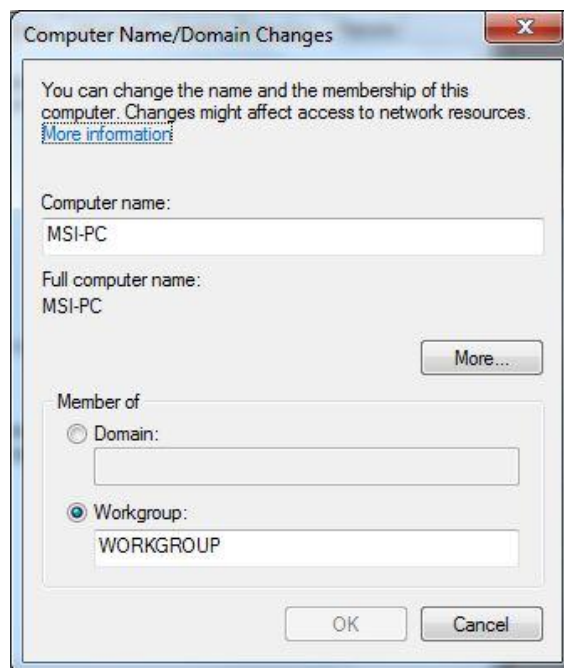 Computer Name/Domain Changes
You can change the name and the membership of this
computer. Changes might affect access to network resources.
More information
Computer name:
MSI-PC
Full computer name:
MSI-PC
More...
Member of
Domain:
Workgroup:
WORKGROUP
OK
Cancel